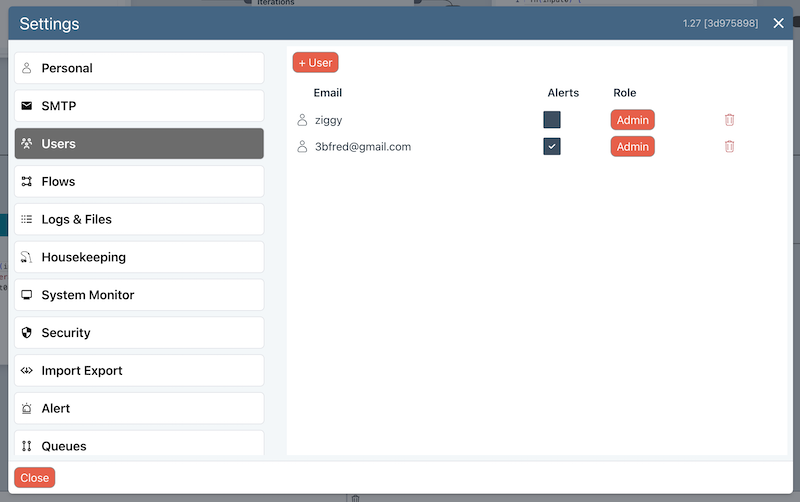 Iterations
Settings
1.27 [3d975898]
Personal
SMTP
Users
Flows
Logs & Files
Housekeeping
System Monitor
Security
Import Export
Alert
Queues
+ User
Email Alerts Role
ziggy Admin
3bfred@gmail.com Admin
Close